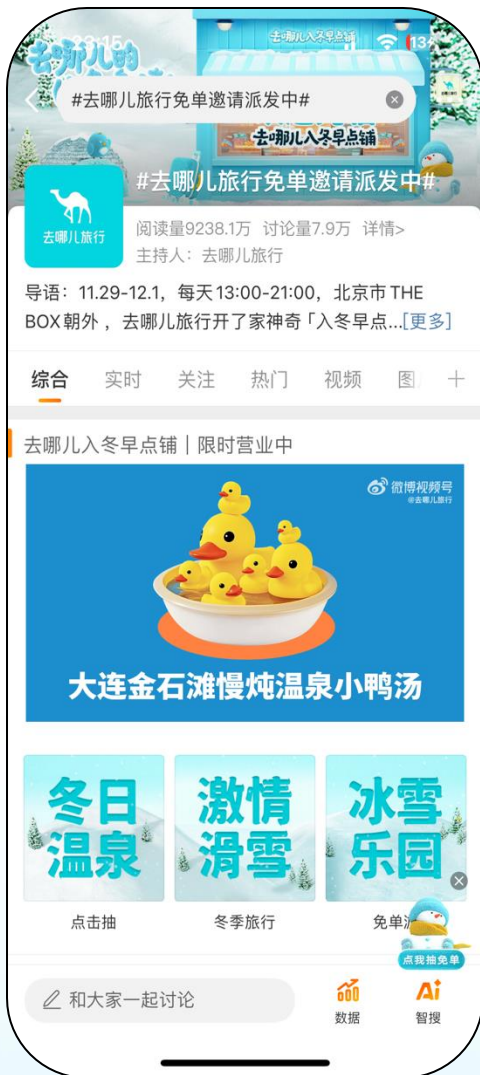 去哪儿的
23:15
去哪儿入冬早点铺
#去哪儿旅行免单邀请派发中#
去哪儿入冬早点铺
#去哪儿旅行免单邀请派发中#
去哪儿旅行
阅读量9238.1万 讨论量7.9万 详情>
主持人：去哪儿旅行
导语：11.29-12.1，每天13:00-21:00，北京市THE
BOX朝外，去哪儿旅行开了家神奇「入冬早点...[更多]
综合 实时 关注 热门 视频 图
去哪儿入冬早点铺｜限时营业中
微博视频号
@去哪儿旅行
大连金石滩慢炖温泉小鸭汤
冬日
温泉
激情
滑雪
冰雪
乐园
点击抽 冬季旅行 免单
点我抽免单
和大家一起讨论
数据
Ai
智搜